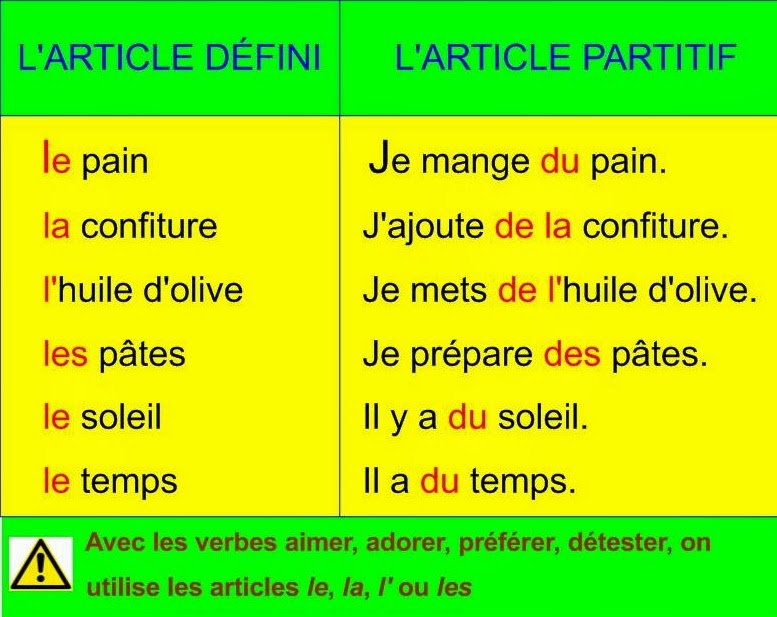 L'ARTICLE DÉFINI
L'ARTICLE PARTITIF
le pain
Je mange du pain.
la confiture
J'ajoute de la confiture.
l'huile d'olive
Je mets de l'huile d'olive.
les pâtes
Je prépare des pâtes.
le soleil
Il y a du soleil.
le temps
Il a du temps.
Avec les verbes aimer, adorer, préférer, détester, on
utilise les articles le, la, l' ou les